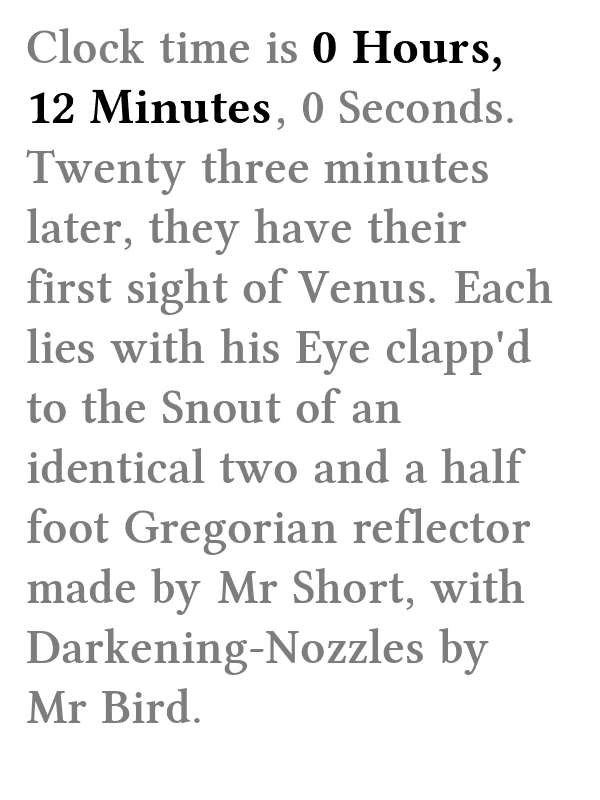 Clock time is 0 Hours,
12 Minutes, 0 Seconds.
Twenty three minutes
later, they have their
first sight of Venus. Each
lies with his Eye clapp'd
to the Snout of an
identical two and a half
foot Gregorian reflector
made by Mr Short, with
Darkening-Nozzles by
Mr Bird.